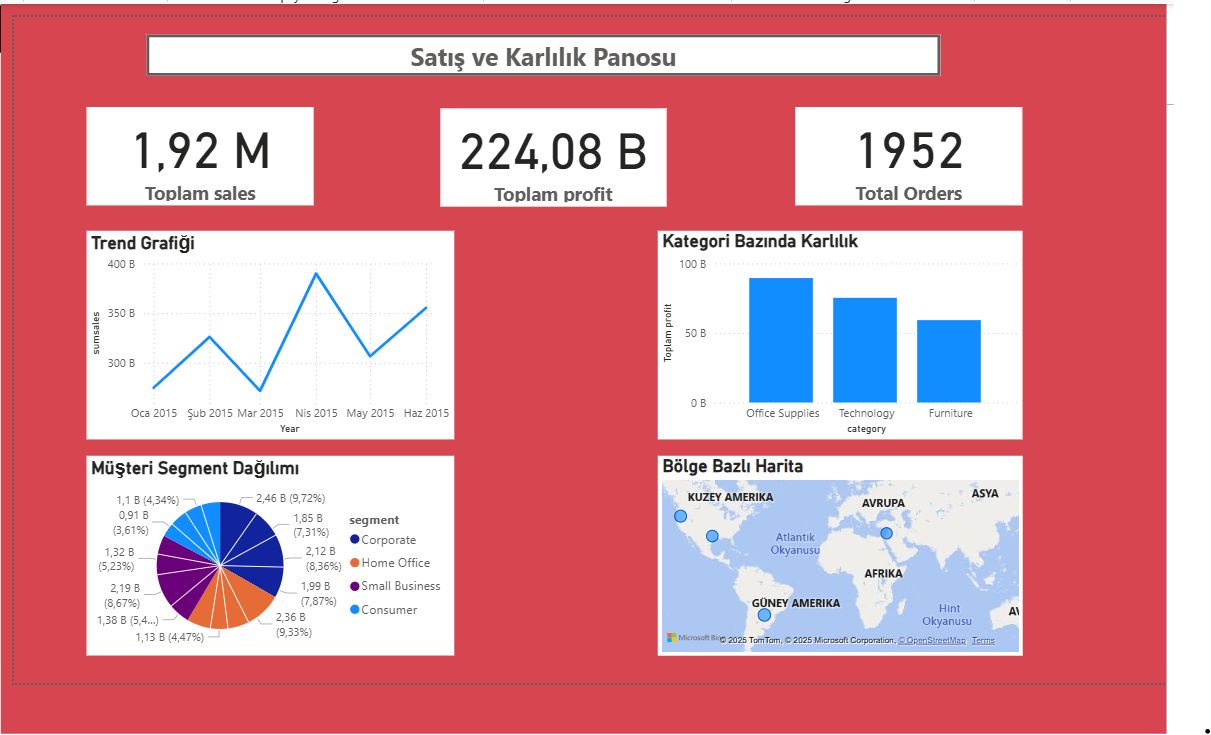 Satış ve Karlılık Panosu
1,92 M
Toplam sales
224,08 B
Toplam profit
1952
Total Orders
Trend Grafiği
400 B
350 B
300 B
sumsales
Oca 2015 Şub 2015 Mar 2015 Nis 2015 May 2015 Haz 2015
Year
Kategori Bazında Karlılık
100 B
50 B
0 B
Toplam profit
Office Supplies Technology Furniture
category
Müşteri Segment Dağılımı
2,46 B (9,72%)
1,85 B
(7,31%)
2,12 B
(8,36%)
1,99 B
(7,87%)
2,36 B
(9,33%)
1,13 B (4,47%)
1,38 B (5,4...)
2,19 B
(8,67%)
1,32 B
(5,23%)
0,91 B
(3,61%)
1,1 B (4,34%)
segment
Corporate
Home Office
Small Business
Consumer
Bölge Bazlı Harita
KUZEY AMERIKA
AVRUPA
ASYA
Atlantik
Okyanusu
AFRIKA
GÜNEY AMERIKA
Hint
Okyanusu
Microsoft
© 2025 TomTom, © 2025 Microsoft Corporation, © OpenStreetMap Terms